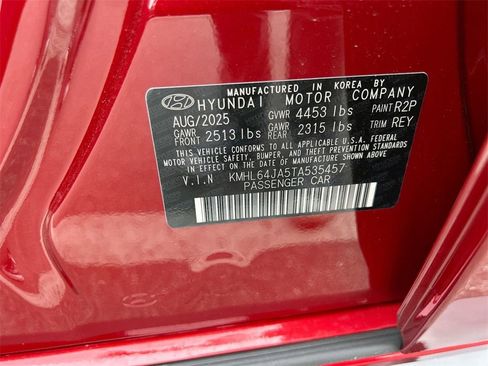 MANUFACTURED IN KOREA BY
HYUNDAI MOTOR COMPANY
AUG/2025 GVWR 4453 lbs PAINT R2P
GAWR FRONT 2513 lbs GAWR REAR 2315 lbs TRIM REY
THIS VEHICLE CONFORMS TO ALL APPLICABLE U.S.A. FEDERAL
MOTOR VEHICLE SAFETY, BUMPER, AND THEFT PREVENTION STANDARDS
IN EFFECT ON THE DATE OF MANUFACTURE SHOWN ABOVE.
V.I.N KMHL64JA5TA535457
PASSENGER CAR